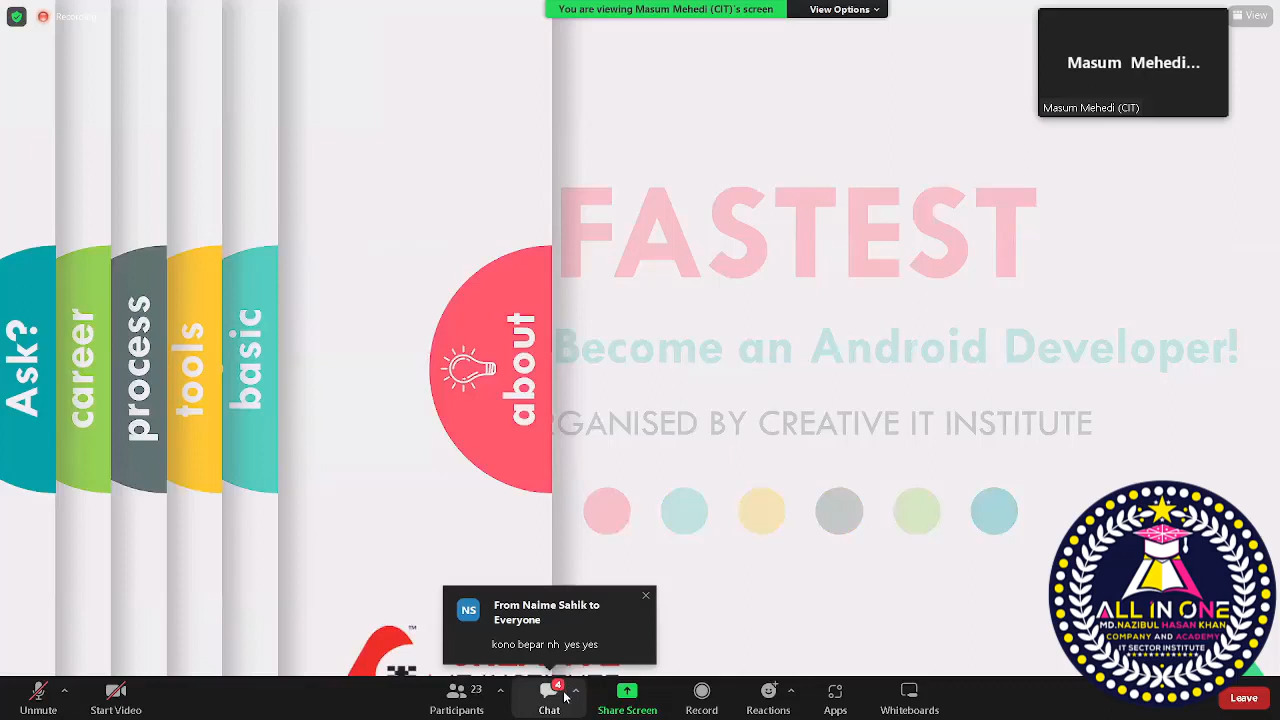 Recording
You are viewing Masum Mehedi (CIT)'s screen
View Options
View
Masum Mehedi...
Masum Mehedi (CIT)
Ask?
career
process
tools
basic
about
FASTEST
Become an Android Developer!
RGANISED BY CREATIVE IT INSTITUTE
From Naime Sahik to
Everyone
NS
kono bepar nh yes yes
™
ALL IN ONE
MD.NAZIBUL HASAN KHAN
COMPANY AND ACADEMY
IT SECTOR INSTITUTE
Unmute
Start Video
23
Participants
4
Chat
Share Screen
Record
Reactions
Apps
Whiteboards
Leave